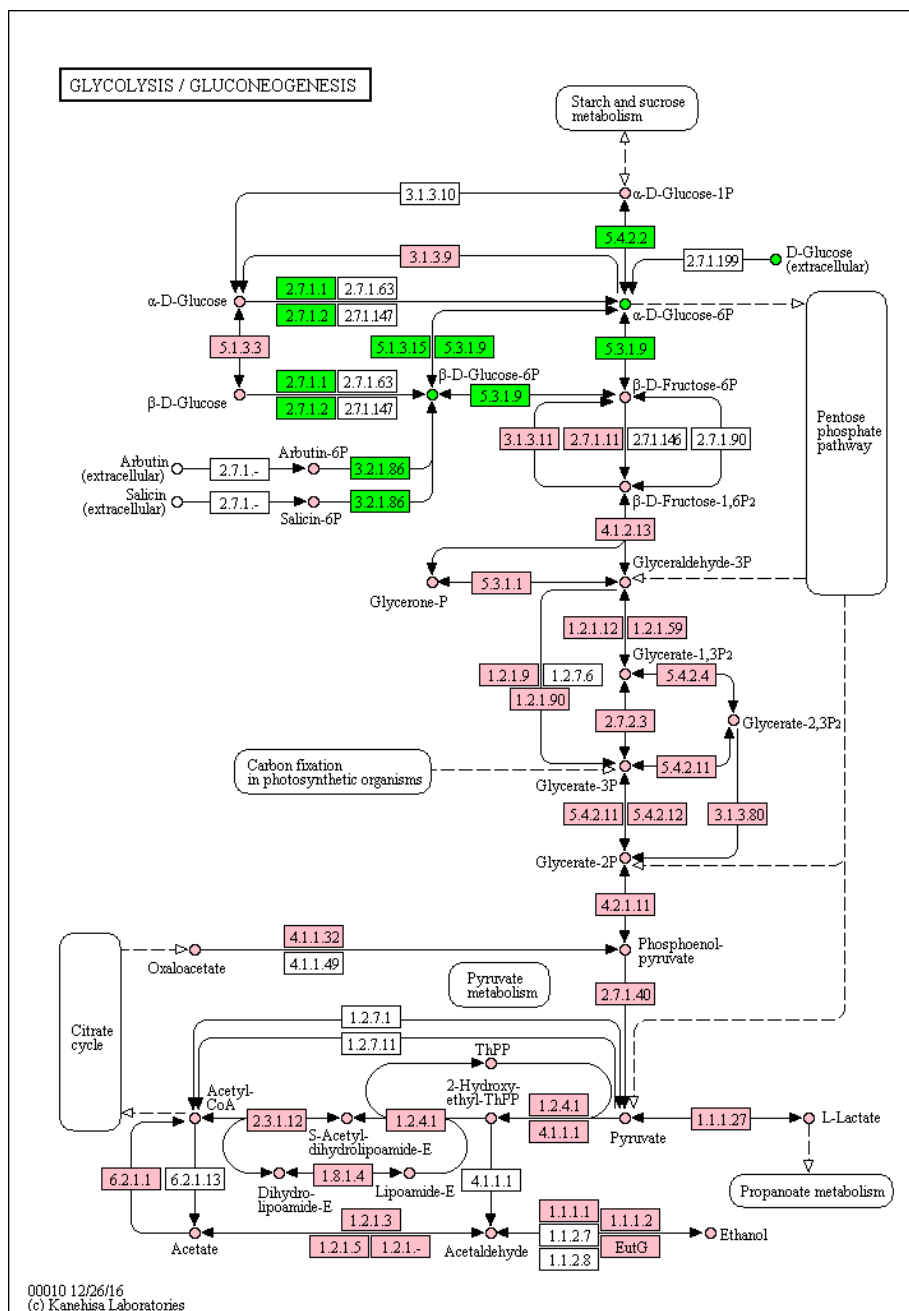 GLYCOLYSIS / GLUCONEOGENESIS
Starch and sucrose
metabolism
3.1.3.10
α-D-Glucose-1P
5.4.2.2
3.1.3.9
2.7.1.199
D-Glucose
(extracellular)
2.7.1.1
2.7.1.63
α-D-Glucose
2.7.1.2
2.7.1.147
α-D-Glucose-6P
5.1.3.3
5.1.3.15
5.3.1.9
5.3.1.9
2.7.1.1
2.7.1.63
β-D-Glucose-6P
β-D-Fructose-6P
β-D-Glucose
2.7.1.2
2.7.1.147
5.3.1.9
Pentose
phosphate
pathway
3.1.3.11
2.7.1.11
2.7.1.146
2.7.1.90
Arbutin-6P
Arbutin
(extracellular)
2.7.1.-
3.2.1.86
Salicin
(extracellular)
2.7.1.-
Salicin-6P
3.2.1.86
β-D-Fructose-1,6P2
4.1.2.13
Glyceraldehyde-3P
5.3.1.1
Glycerone-P
1.2.1.12
1.2.1.59
Glycerate-1,3P2
1.2.1.9
1.2.7.6
5.4.2.4
1.2.1.90
2.7.2.3
Glycerate-2,3P2
Carbon fixation
in photosynthetic organisms
5.4.2.11
Glycerate-3P
5.4.2.11
5.4.2.12
3.1.3.80
Glycerate-2P
4.2.1.11
4.1.1.32
Oxaloacetate
4.1.1.49
Phosphoenol-
pyruvate
Pyruvate
metabolism
2.7.1.40
Citrate
cycle
1.2.7.1
1.2.7.11
ThPP
Acetyl-
CoA
2-Hydroxy-
ethyl-ThPP
2.3.1.12
S-Acetyl-
dihydrolipoamide-E
1.2.4.1
1.2.4.1
4.1.1.1
Pyruvate
1.1.1.27
L-Lactate
6.2.1.1
6.2.1.13
Dihydro-
lipoamide-E
1.8.1.4
Lipoamide-E
4.1.1.1
Propanoate metabolism
1.2.1.3
1.1.1.1
1.1.1.2
Acetate
1.2.1.5
1.2.1.-
Acetaldehyde
1.1.2.7
EutG
Ethanol
1.1.2.8
00010 12/26/16
(c) Kanehisa Laboratories